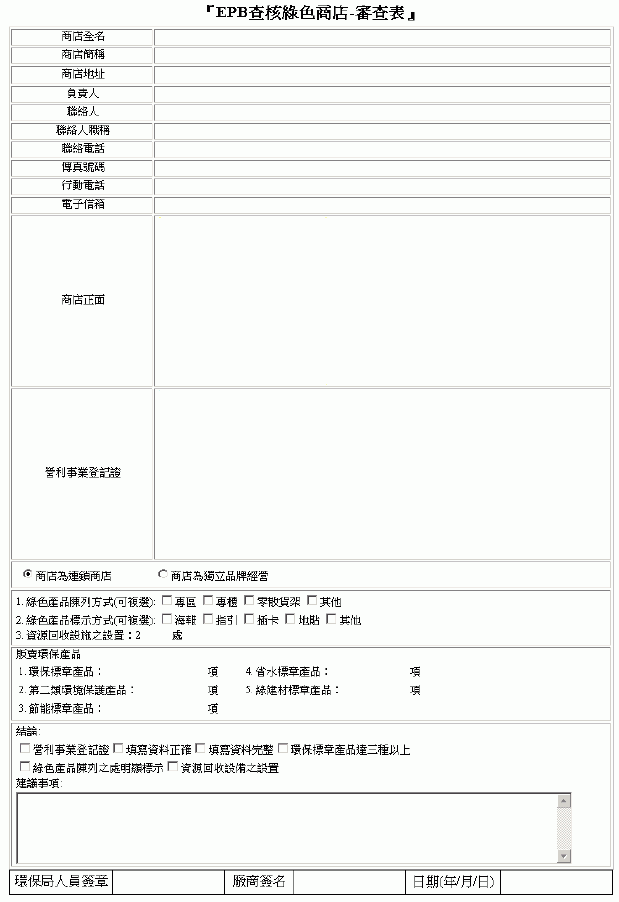 『EPB查核綠色商店-審查表』
商店全名
商店簡稱
商店地址
負責人
聯絡人
聯絡人職稱
聯絡電話
傳真號碼
行動電話
電子信箱
商店正面
營利事業登記證
商店為連鎖商店 商店為獨立品牌經營
1. 綠色產品陳列方式(可複選): 專區 專櫃 零散貨架 其他
2. 綠色產品標示方式(可複選): 海報 指引 插卡 地貼 其他
3. 資源回收設施之設置：2 處
販賣環保產品
1. 環保標章產品： 項 4. 省水標章產品： 項
2. 第二類環境保護產品： 項 5. 綠建材標章產品： 項
3. 節能標章產品： 項
結論:
營利事業登記證 填寫資料正確 填寫資料完整 環保標章產品達三種以上
綠色產品陳列之處明顯標示 資源回收設備之設置
建議事項:
環保局人員簽章 廠商簽名 日期(年/月/日)